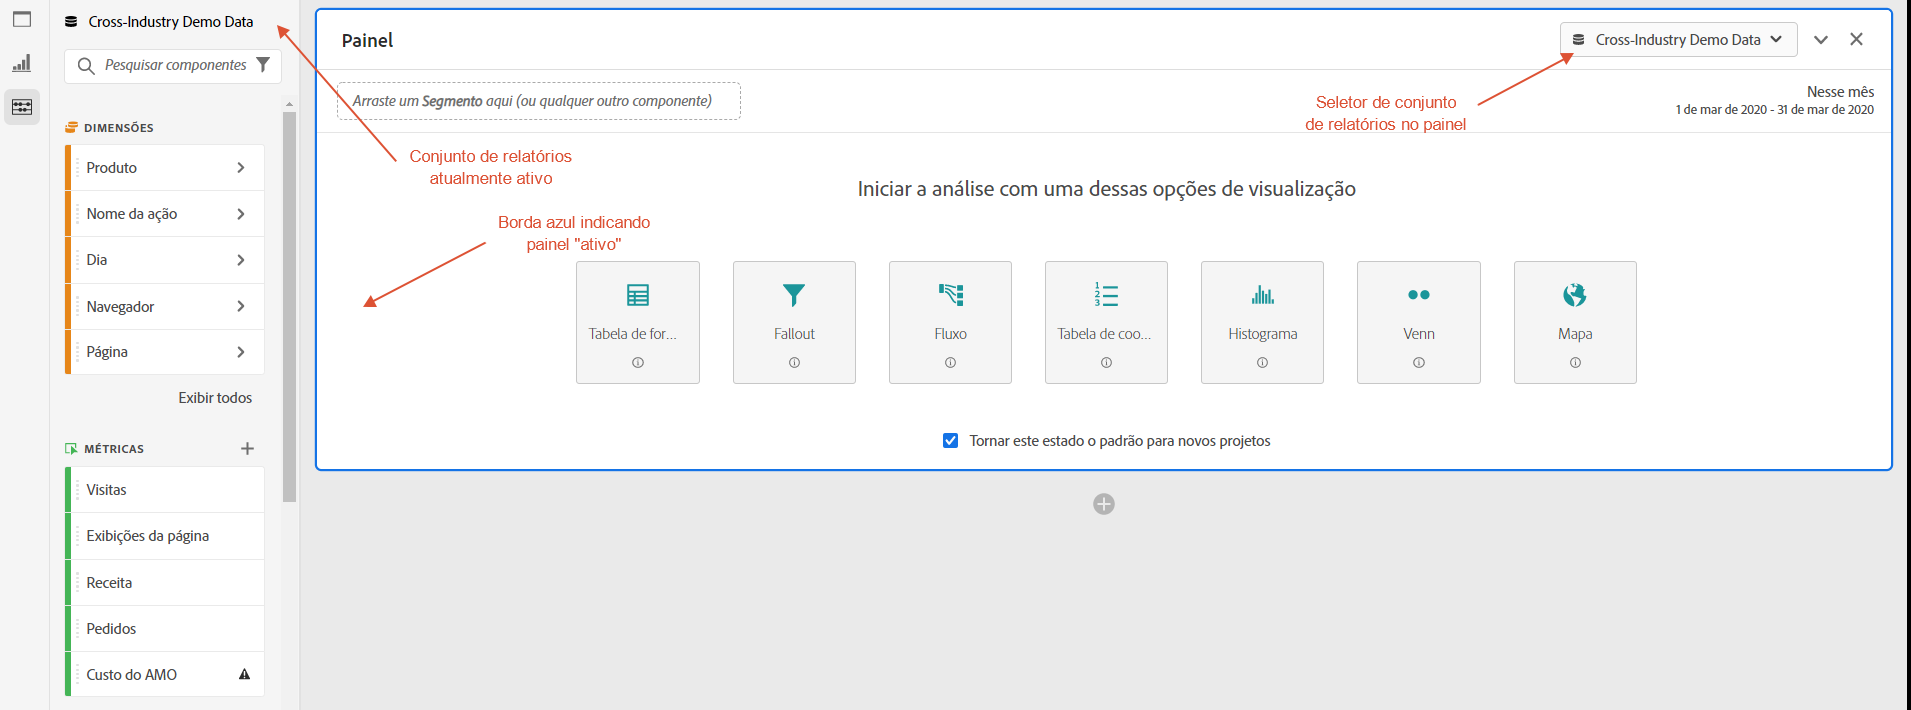 Cross-Industry Demo Data
Pesquisar componentes
DIMENSÕES
Produto
Nome da ação
Dia
Navegador
Página
Exibir todos
MÉTRICAS
Visitas
Exibições da página
Receita
Pedidos
Custo do AMO
Painel
Cross-Industry Demo Data
Arraste um Segmento aqui (ou qualquer outro componente)
Nesse mês
1 de mar de 2020 - 31 de mar de 2020
Seletor de conjunto
de relatórios no painel
Conjunto de relatórios
atualmente ativo
Borda azul indicando
painel "ativo"
Iniciar a análise com uma dessas opções de visualização
Tabela de for...
Fallout
Fluxo
1
2
3
Tabela de coo...
Histograma
Venn
Mapa
Tornar este estado o padrão para novos projetos